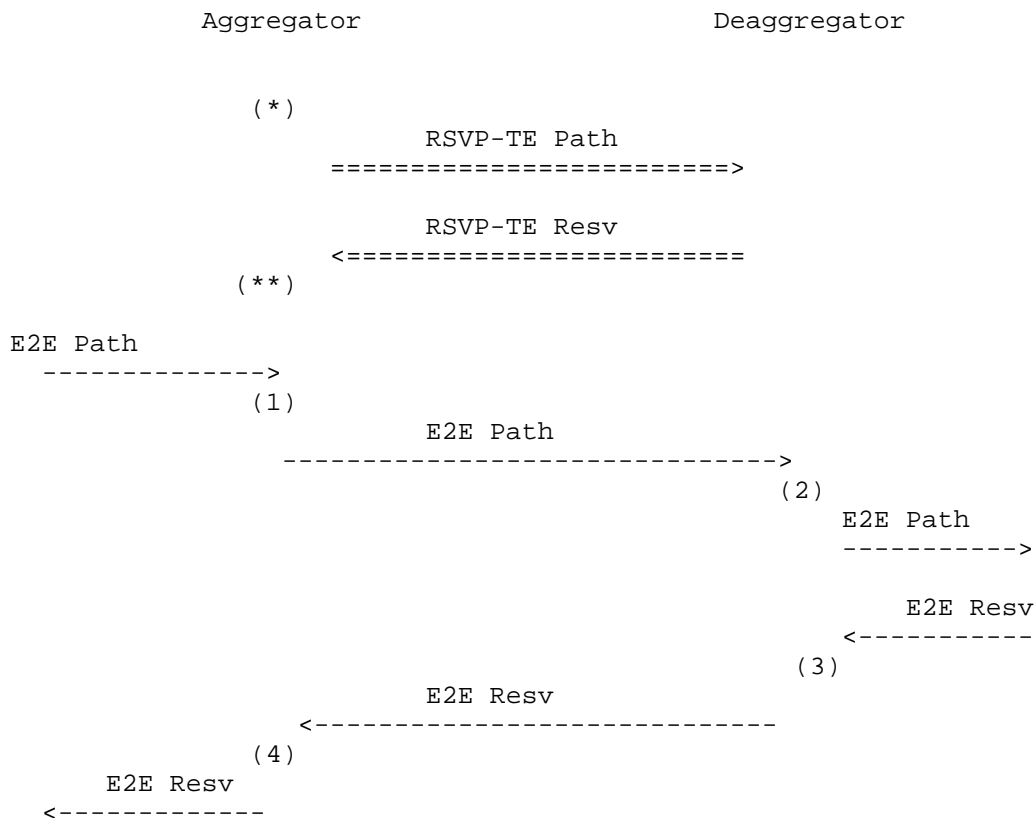 Aggregator Deaggregator
(*)
RSVP-TE Path
=========================>
RSVP-TE Resv
<=========================
(**)
E2E Path
-------------->
(1)
E2E Path
------------------------------->
(2)
E2E Path
----------->
E2E Resv
<-----------
(3)
E2E Resv
<-----------------------------
(4)
E2E Resv
<-------------